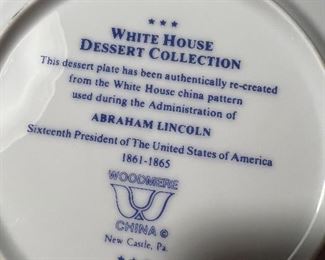 WHITE HOUSE
DESSERT COLLECTION
This dessert plate has been authentically re-created
from the White House china pattern
used during the Administration of
ABRAHAM LINCOLN
Sixteenth President of The United States of America
1861-1865
WOODMERE
CHINA ©
New Castle, Pa.